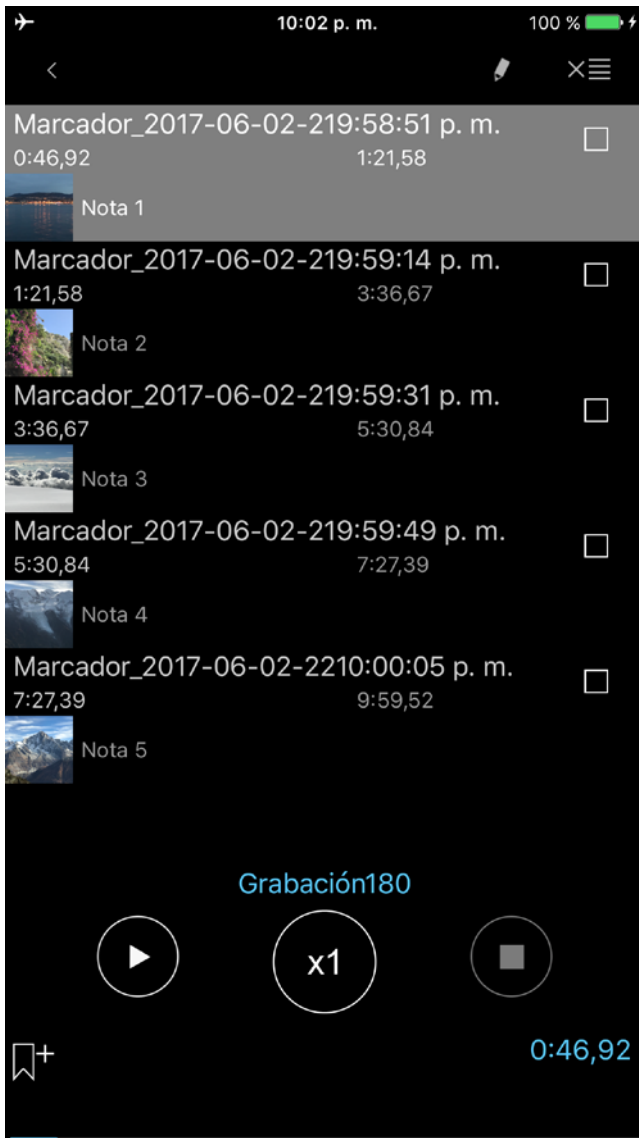 10:02 p. m. 100 %
Marcador_2017-06-02-219:58:51 p. m.
0:46,92 1:21,58
Nota 1
Marcador_2017-06-02-219:59:14 p. m.
1:21,58 3:36,67
Nota 2
Marcador_2017-06-02-219:59:31 p. m.
3:36,67 5:30,84
Nota 3
Marcador_2017-06-02-219:59:49 p. m.
5:30,84 7:27,39
Nota 4
Marcador_2017-06-02-2210:00:05 p. m.
7:27,39 9:59,52
Nota 5
Grabación180
x1
0:46,92